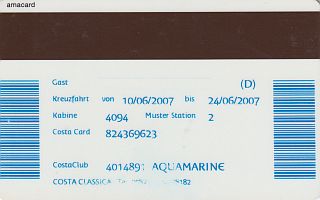 amacard
Gast (D)
Kreuzfahrt von 10/06/2007 bis 24/06/2007
Kabine 4094 Muster Station 2
Costa Card 824369623
CostaClub 4014891 AQUAMARINE
COSTA CLASSICA